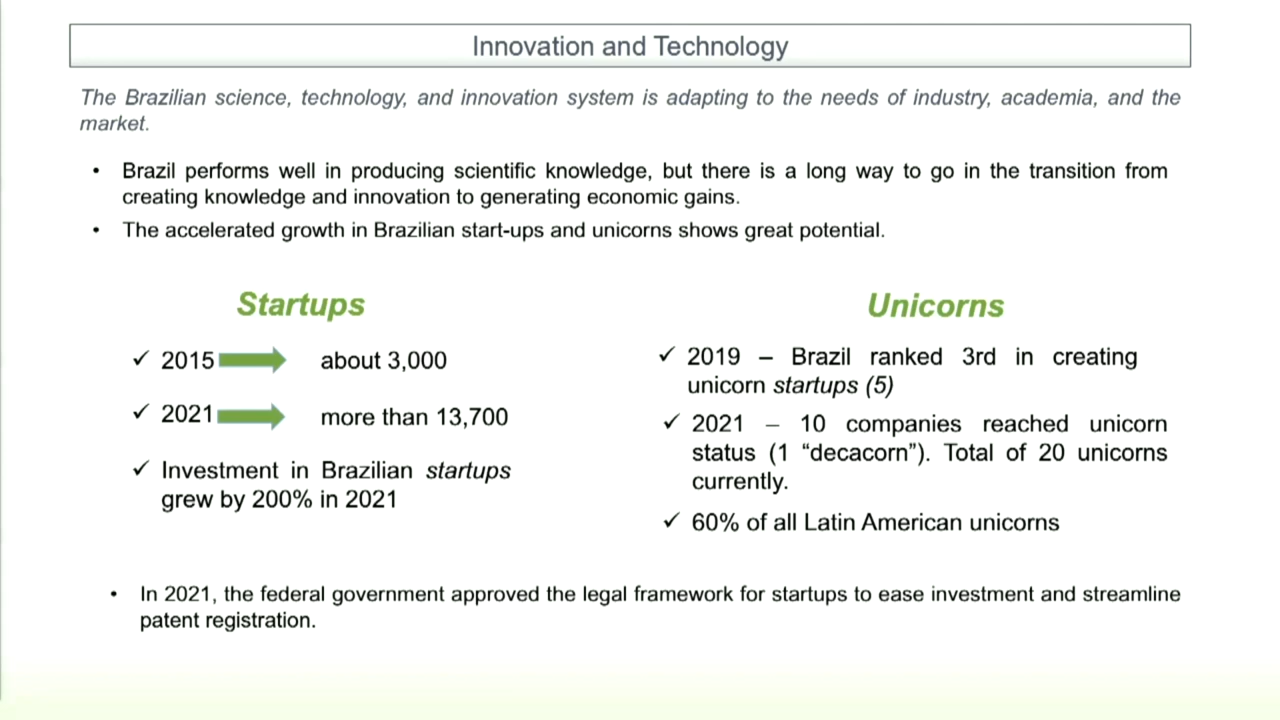 Innovation and Technology
The Brazilian science, technology, and innovation system is adapting to the needs of industry, academia, and the
market.
• Brazil performs well in producing scientific knowledge, but there is a long way to go in the transition from
creating knowledge and innovation to generating economic gains.
• The accelerated growth in Brazilian start-ups and unicorns shows great potential.
Startups
✓ 2015 about 3,000
✓ 2021 more than 13,700
✓ Investment in Brazilian startups
grew by 200% in 2021
Unicorns
✓ 2019 – Brazil ranked 3rd in creating
unicorn startups (5)
✓ 2021 – 10 companies reached unicorn
status (1 “decacorn”). Total of 20 unicorns
currently.
✓ 60% of all Latin American unicorns
• In 2021, the federal government approved the legal framework for startups to ease investment and streamline
patent registration.